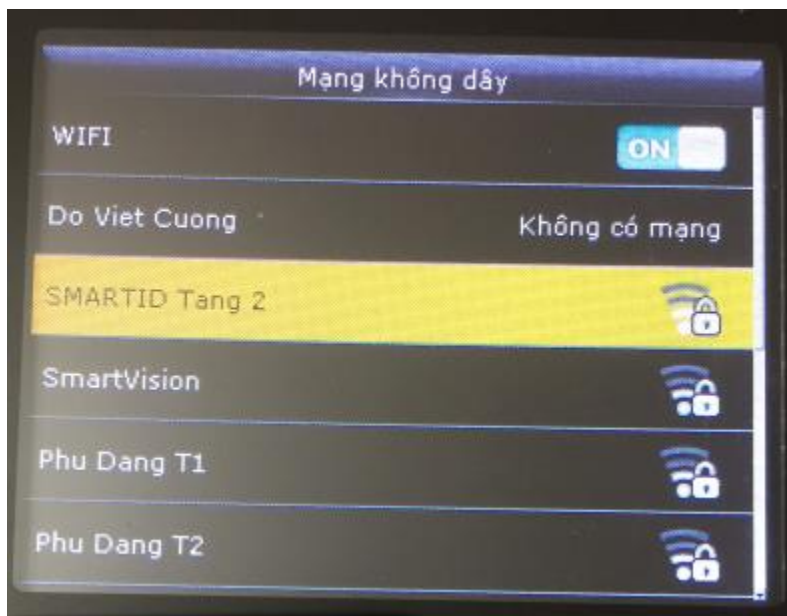 Mạng không dây
WIFI ON
Do Viet Cuong Không có mạng
SMARTID Tang 2
SmartVision
Phu Dang T1
Phu Dang T2